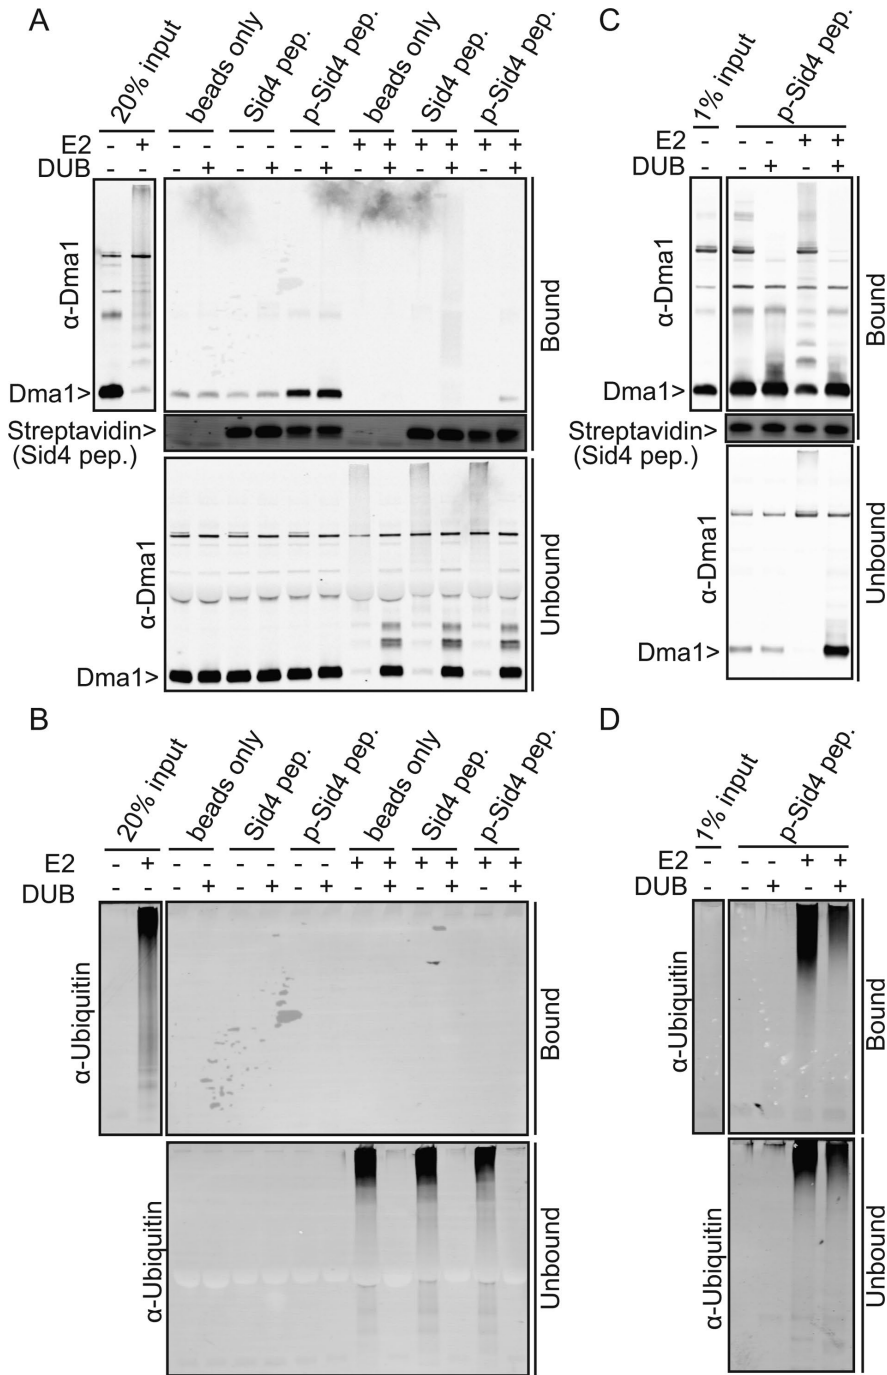 A
20% input
beads only
Sid4 pep.
p-Sid4 pep.
beads only
Sid4 pep.
p-Sid4 pep.
E2 - + - - - - - - + + + + + +
DUB - - - + - + - + - + - + - +
α-Dma1
Dma1>
Bound
Streptavidin>
(Sid4 pep.)
α-Dma1
Dma1>
Unbound
C
1% input
p-Sid4 pep.
E2 - - - + +
DUB - - + - +
α-Dma1
Dma1>
Bound
Streptavidin>
(Sid4 pep.)
α-Dma1
Dma1>
Unbound
B
20% input
beads only
Sid4 pep.
p-Sid4 pep.
beads only
Sid4 pep.
p-Sid4 pep.
E2 - + - - - - - - + + + + + +
DUB - - - + - + - + - + - + - +
α-Ubiquitin
Bound
α-Ubiquitin
Unbound
D
1% input
p-Sid4 pep.
E2 - - - + +
DUB - - + - +
α-Ubiquitin
Bound
α-Ubiquitin
Unbound